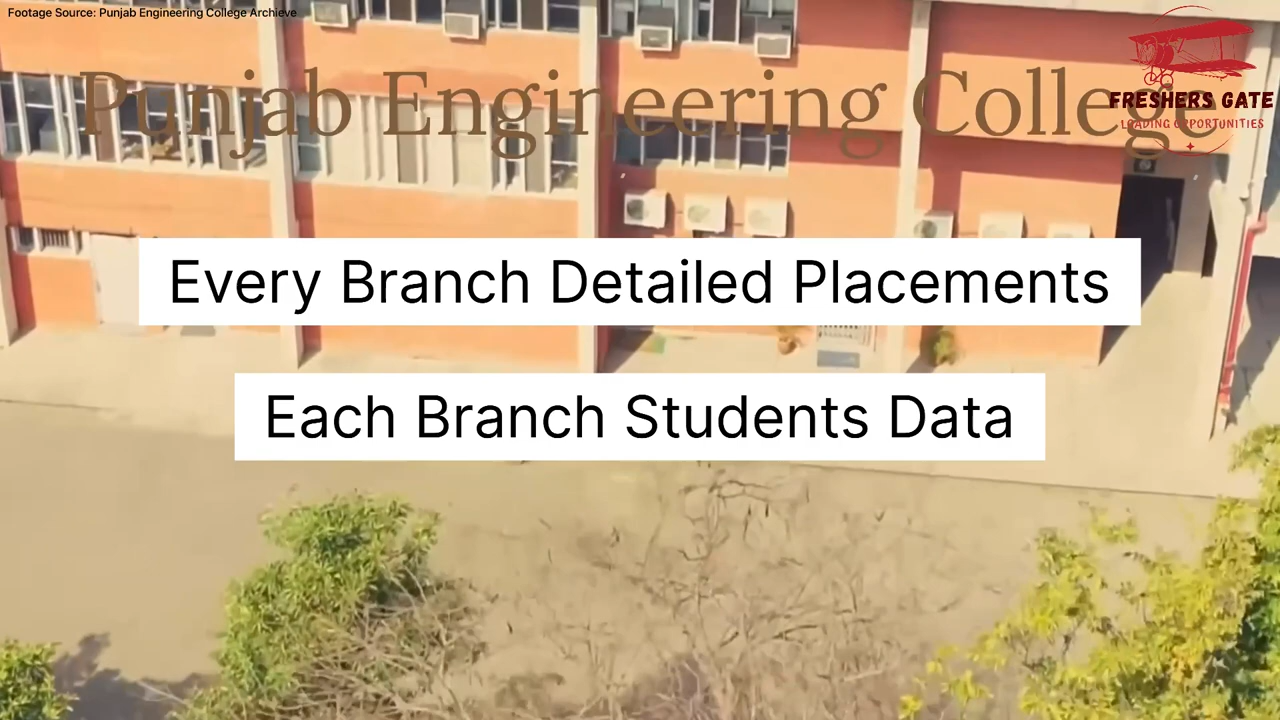 Footage Source: Punjab Engineering College Archieve
Punjab Engineering College
FRESHERS GATE
LOADING OPPORTUNITIES
Every Branch Detailed Placements
Each Branch Students Data